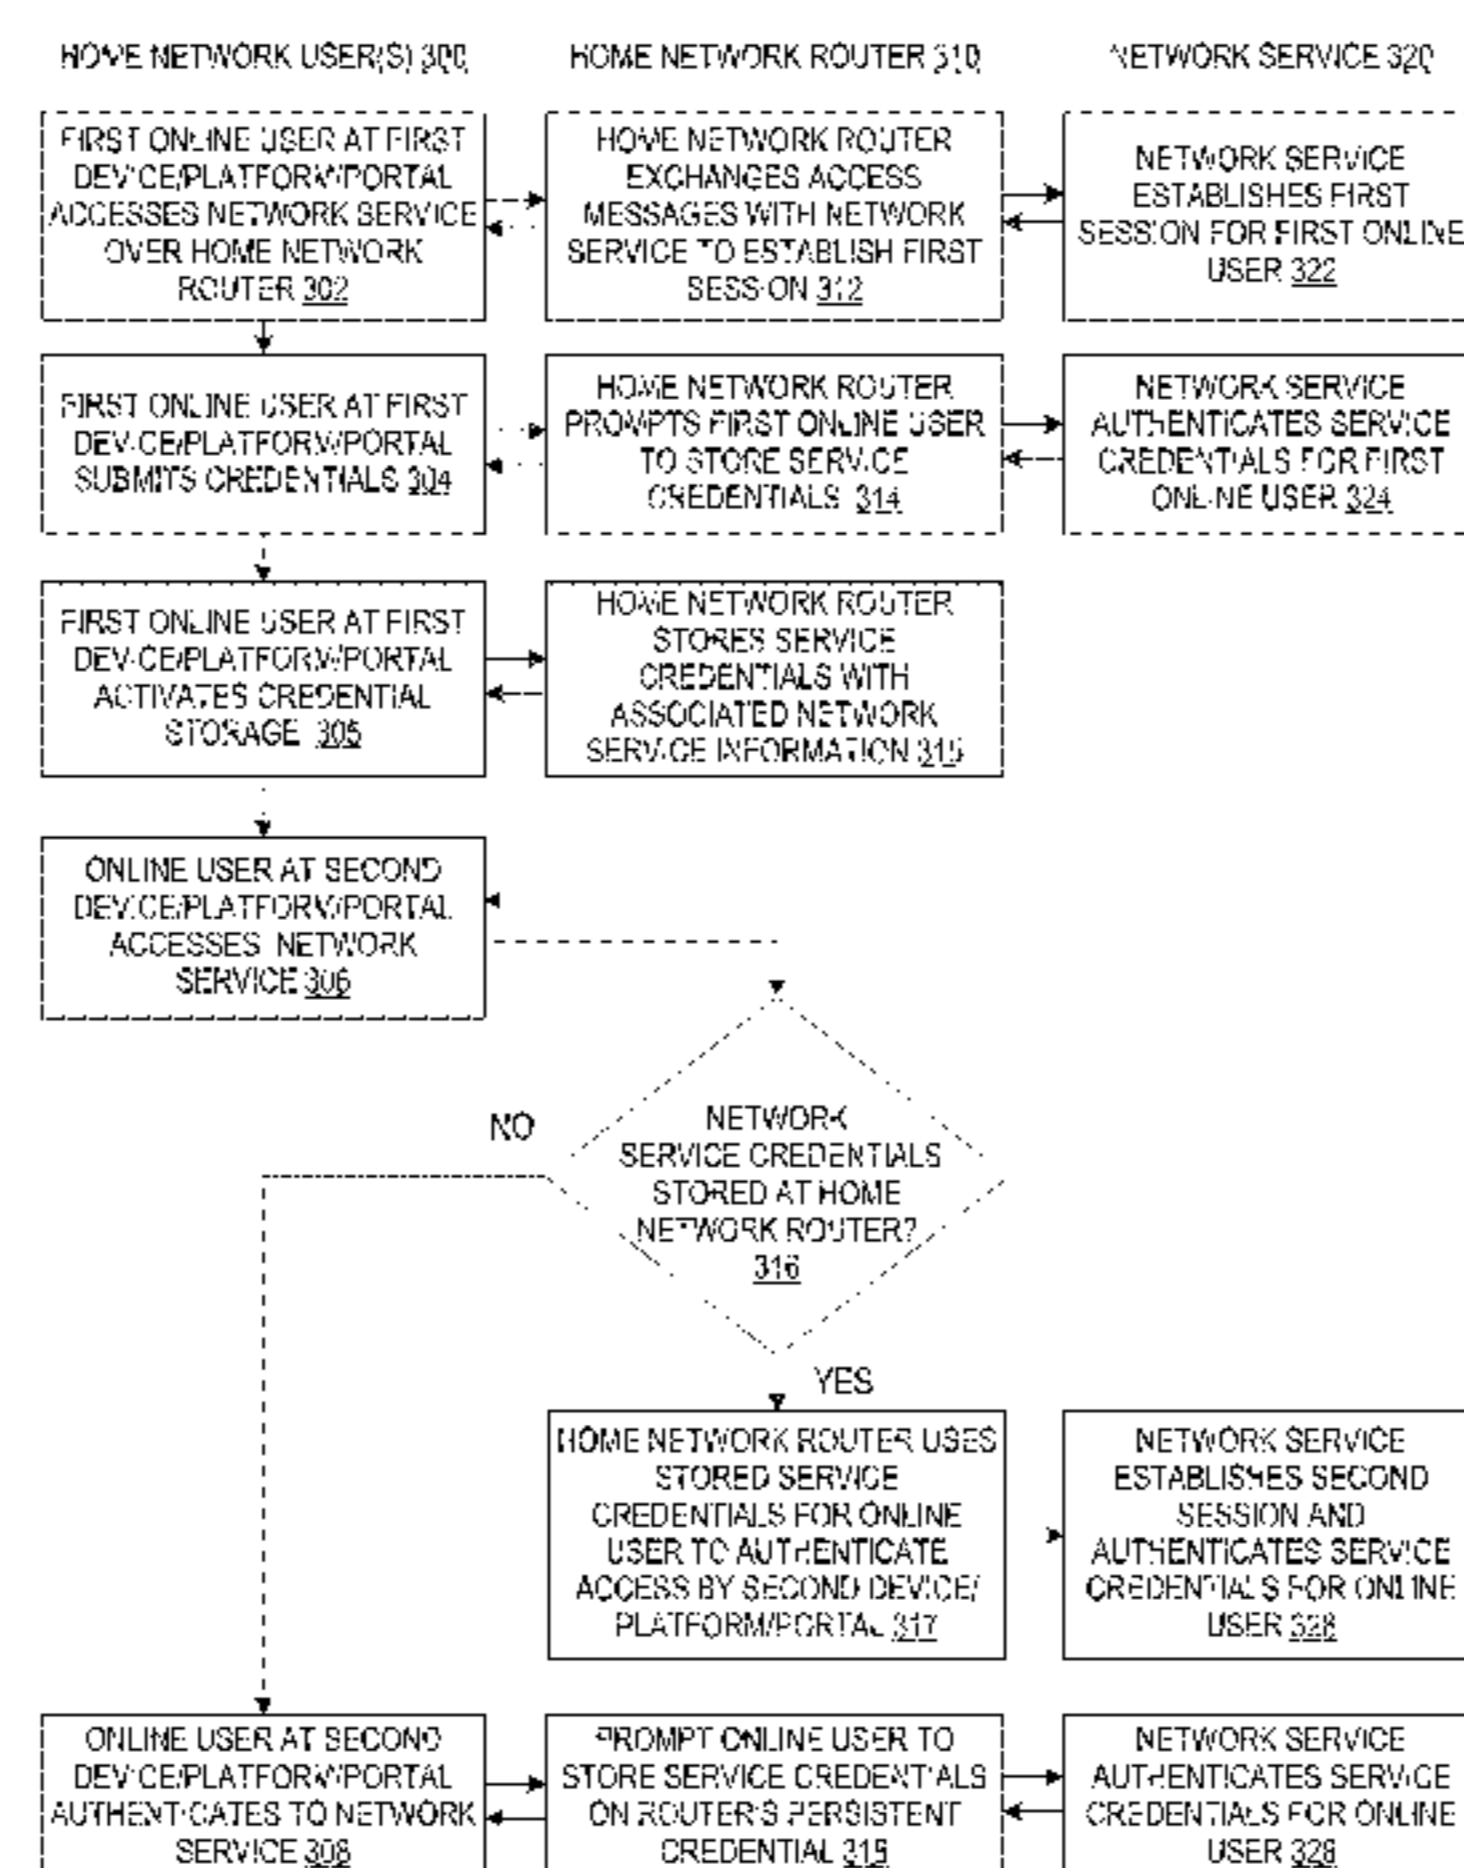 HOME NETWORK USER(S) 300
HOME NETWORK ROUTER 310
NETWORK SERVICE 320
FIRST ONLINE USER AT FIRST
DEVICE/PLATFORM/PORTAL
ACCESSES NETWORK SERVICE
OVER HOME NETWORK
ROUTER 302
HOME NETWORK ROUTER
EXCHANGES ACCESS
MESSAGES WITH NETWORK
SERVICE TO ESTABLISH FIRST
SESSION 312
NETWORK SERVICE
ESTABLISHES FIRST
SESSION FOR FIRST ONLINE
USER 322
FIRST ONLINE USER AT FIRST
DEVICE/PLATFORM/PORTAL
SUBMITS CREDENTIALS 304
HOME NETWORK ROUTER
PROMPTS FIRST ONLINE USER
TO STORE SERVICE
CREDENTIALS 314
NETWORK SERVICE
AUTHENTICATES SERVICE
CREDENTIALS FOR FIRST
ONLINE USER 324
FIRST ONLINE USER AT FIRST
DEVICE/PLATFORM/PORTAL
ACTIVATES CREDENTIAL
STORAGE 305
HOME NETWORK ROUTER
STORES SERVICE
CREDENTIALS WITH
ASSOCIATED NETWORK
SERVICE INFORMATION 315
ONLINE USER AT SECOND
DEVICE/PLATFORM/PORTAL
ACCESSES NETWORK
SERVICE 306
NO
NETWORK
SERVICE CREDENTIALS
STORED AT HOME
NETWORK ROUTER?
316
YES
HOME NETWORK ROUTER USES
STORED SERVICE
CREDENTIALS FOR ONLINE
USER TO AUTHENTICATE
ACCESS BY SECOND DEVICE/
PLATFORM/PORTAL 317
NETWORK SERVICE
ESTABLISHES SECOND
SESSION AND
AUTHENTICATES SERVICE
CREDENTIALS FOR ONLINE
USER
ONLINE USER AT SECOND
DEVICE/PLATFORM/PORTAL
AUTHENTICATES TO NETWORK
SERVICE 308
PROMPT ONLINE USER TO
STORE SERVICE CREDENTIALS
ON ROUTER'S PERSISTENT
CREDENTIAL
NETWORK SERVICE
AUTHENTICATES SERVICE
CREDENTIALS FOR ONLINE
USER